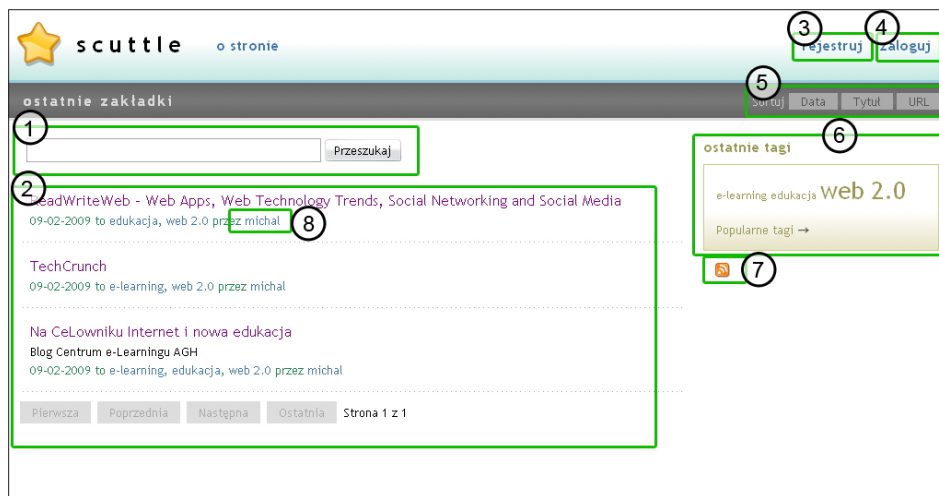 3 4
scuttle o stronie rejestruj zaloguj
5
ostatnie zakładki Sortuj Data Tytuł URL
1 6
Przeszukaj ostatnie tagi
2
ReadWriteWeb - Web Apps, Web Technology Trends, Social Networking and Social Media
09-02-2009 to edukacja, web 2.0 przez michal 8
e-learning edukacja web 2.0
Popularne tagi →
7
TechCrunch
09-02-2009 to e-learning, web 2.0 przez michal
Na CeLowniku Internet i nowa edukacja
Blog Centrum e-Learningu AGH
09-02-2009 to e-learning, edukacja, web 2.0 przez michal
Pierwsza Poprzednia Następna Ostatnia Strona 1 z 1